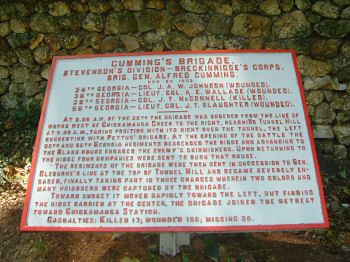 CUMMING'S BRIGADE.
STEVENSON'S DIVISION—BRECKINRIDGE'S CORPS.
BRIG. GEN. ALFRED CUMMING.
NOV. 25, 1863.
34TH GEORGIA—COL. J. A. W. JOHNSON (WOUNDED).
36TH GEORGIA—LIEUT. COL. A. E. WALLACE (WOUNDED).
39TH GEORGIA—COL. J. T. McCONNELL (KILLED).
56TH GEORGIA—LIEUT. COL. J. T. SLAUGHTER (WOUNDED).
AT 2.30 A.M. OF THE 25TH THE BRIGADE WAS ORDERED FROM THE LINE OF
WORKS WEST OF CHICKAMAUGA CREEK TO THE RIGHT, REACHING TUNNEL HILL
AT 9.30 A.M., TAKING POSITION WITH ITS RIGHT OVER THE TUNNEL, THE LEFT
CONNECTING WITH PETTUS' BRIGADE. AT THE OPENING OF THE BATTLE THE
39TH AND 56TH GEORGIA REGIMENTS DESCENDED THE RIDGE AND ADVANCING TO
THE GLASS HOUSE ENGAGED THE ENEMY'S SKIRMISHERS. UPON RETURNING TO
THE RIDGE FOUR COMPANIES WERE SENT TO BURN THAT HOUSE.
THE REGIMENTS OF THE BRIGADE WERE THEN SENT IN SUCCESSION TO GEN.
CLEBURNE'S LINE AT THE TOP OF TUNNEL HILL AND BECAME SEVERELY EN-
GAGED, FINALLY TAKING PART IN THREE CHARGES WHEREIN TWO COLORS AND
MANY PRISONERS WERE CAPTURED BY THE BRIGADE.
TOWARD SUNSET IT MOVED RAPIDLY TOWARD THE LEFT, BUT FINDING
THE RIDGE CARRIED AT THE CENTER, THE BRIGADE JOINED THE RETREAT
TOWARD CHICKAMAUGA STATION.
CASUALTIES: KILLED 17; WOUNDED 156; MISSING 30.